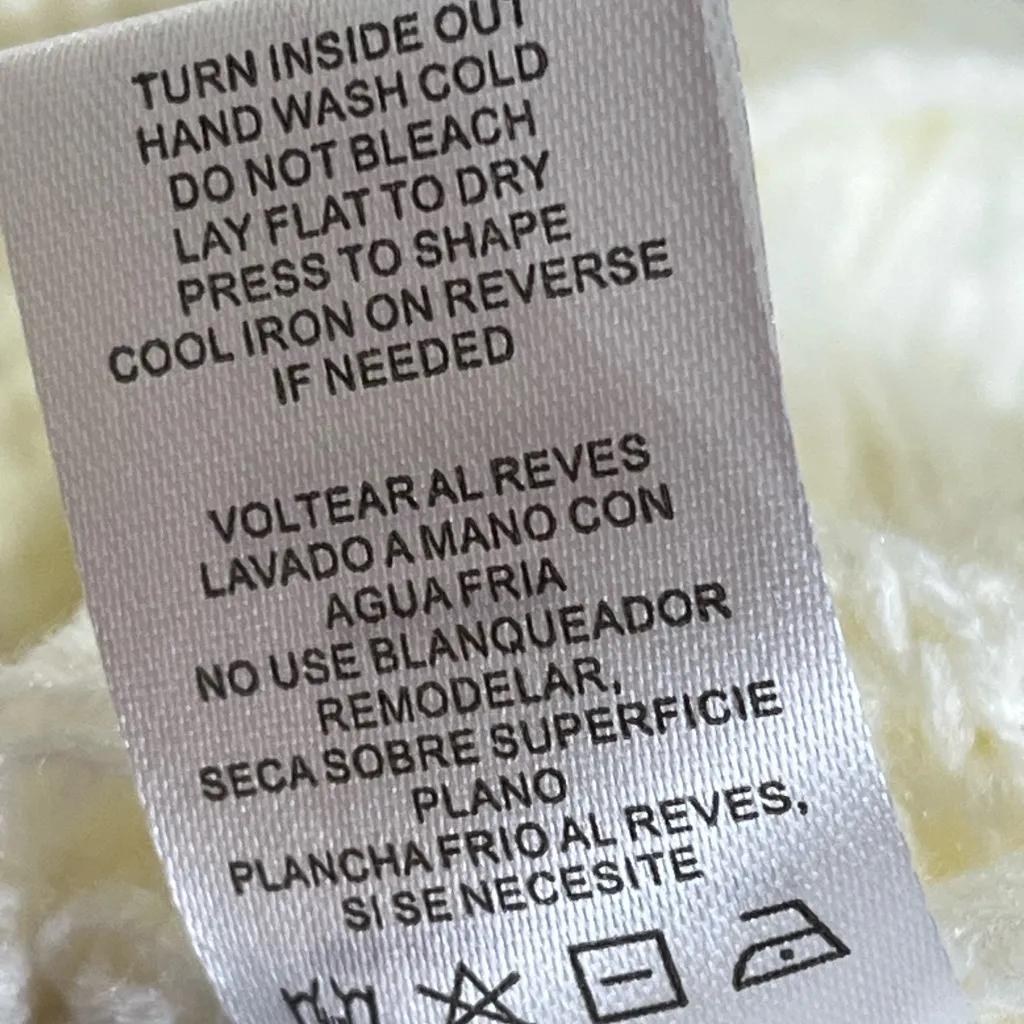 TURN INSIDE OUT
HAND WASH COLD
DO NOT BLEACH
LAY FLAT TO DRY
PRESS TO SHAPE
COOL IRON ON REVERSE
IF NEEDED
VOLTEAR AL REVES
LAVADO A MANO CON
AGUA FRIA
NO USE BLANQUEADOR
REMODELAR,
SECA SOBRE SUPERFICIE
PLANO
PLANCHA FRIO AL REVES,
SI SE NECESITE